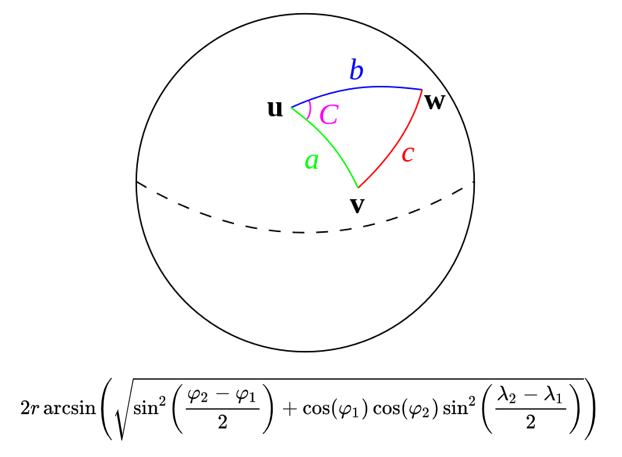 b
u
C
w
a
c
v
2r arcsin(√(sin²((φ₂ − φ₁)/2) + cos(φ₁) cos(φ₂) sin²((λ₂ − λ₁)/2)))